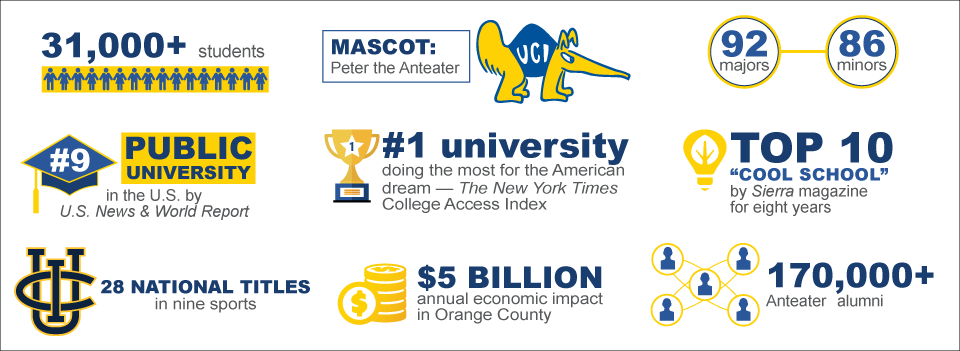 31,000+ students
MASCOT:
Peter the Anteater
UCI
92
majors
86
minors
#9
PUBLIC
UNIVERSITY
in the U.S. by
U.S. News & World Report
1
#1 university
doing the most for the American
dream — The New York Times
College Access Index
TOP 10
“COOL SCHOOL”
by Sierra magazine
for eight years
UCI
28 NATIONAL TITLES
in nine sports
$
$5 BILLION
annual economic impact
in Orange County
170,000+
Anteater alumni